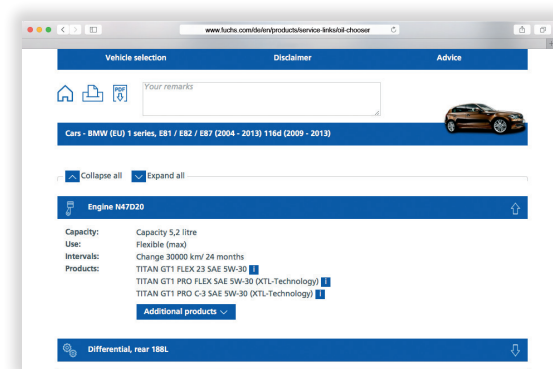 www.fuchs.com/de/en/products/service-links/oil-chooser
Vehicle selection Disclaimer Advice
PDF
Your remarks
Cars - BMW (EU) 1 series, E81 / E82 / E87 (2004 - 2013) 116d (2009 - 2013)
Collapse all Expand all
Engine N47D20
Capacity: Capacity 5,2 litre
Use: Flexible (max)
Intervals: Change 30000 km/ 24 months
Products: TITAN GT1 FLEX 23 SAE 5W-30 i
TITAN GT1 PRO FLEX SAE 5W-30 (XTL-Technology) i
TITAN GT1 PRO C-3 SAE 5W-30 (XTL-Technology) i
Additional products
Differential, rear 188L